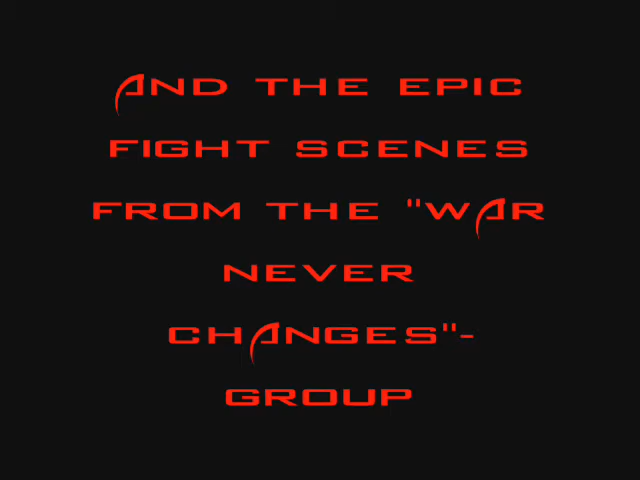 AND THE EPIC
FIGHT SCENES
FROM THE "WAR
NEVER
CHANGES"-
GROUP